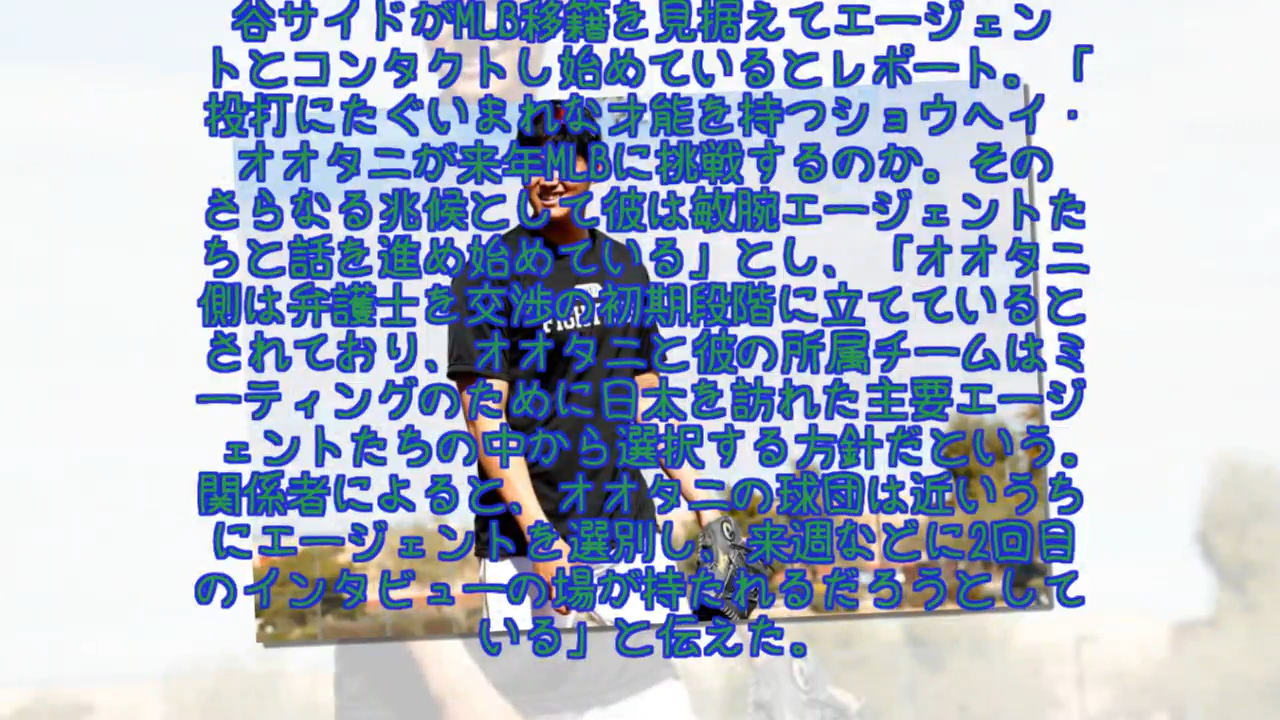 谷サイドがMLB移籍を見据えてエージェン
トとコンタクトし始めているとレポート。「
投打にたぐいまれな才能を持つショウヘイ・
オオタニが来年MLBに挑戦するのか。その
さらなる兆候として彼は敏腕エージェントた
ちと話を進め始めている」とし、「オオタニ
側は弁護士を交渉の初期段階に立てていると
されており、オオタニと彼の所属チームはミ
ーティングのために日本を訪れた主要エージ
ェントたちの中から選択する方針だという。
関係者によると、オオタニの球団は近いうち
にエージェントを選別し、来週などに2回目
のインタビューの場が持たれるだろうとして
いる」と伝えた。